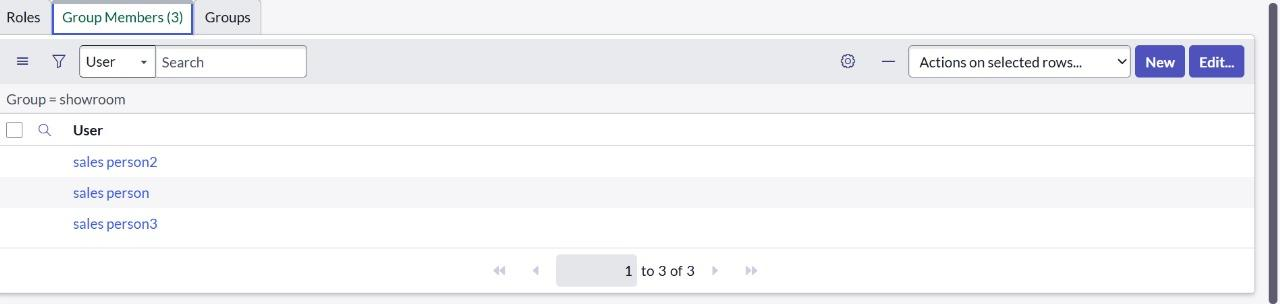 Roles Group Members (3) Groups
User Search Actions on selected rows... New Edit...
Group = showroom
User
sales person2
sales person
sales person3
1 to 3 of 3